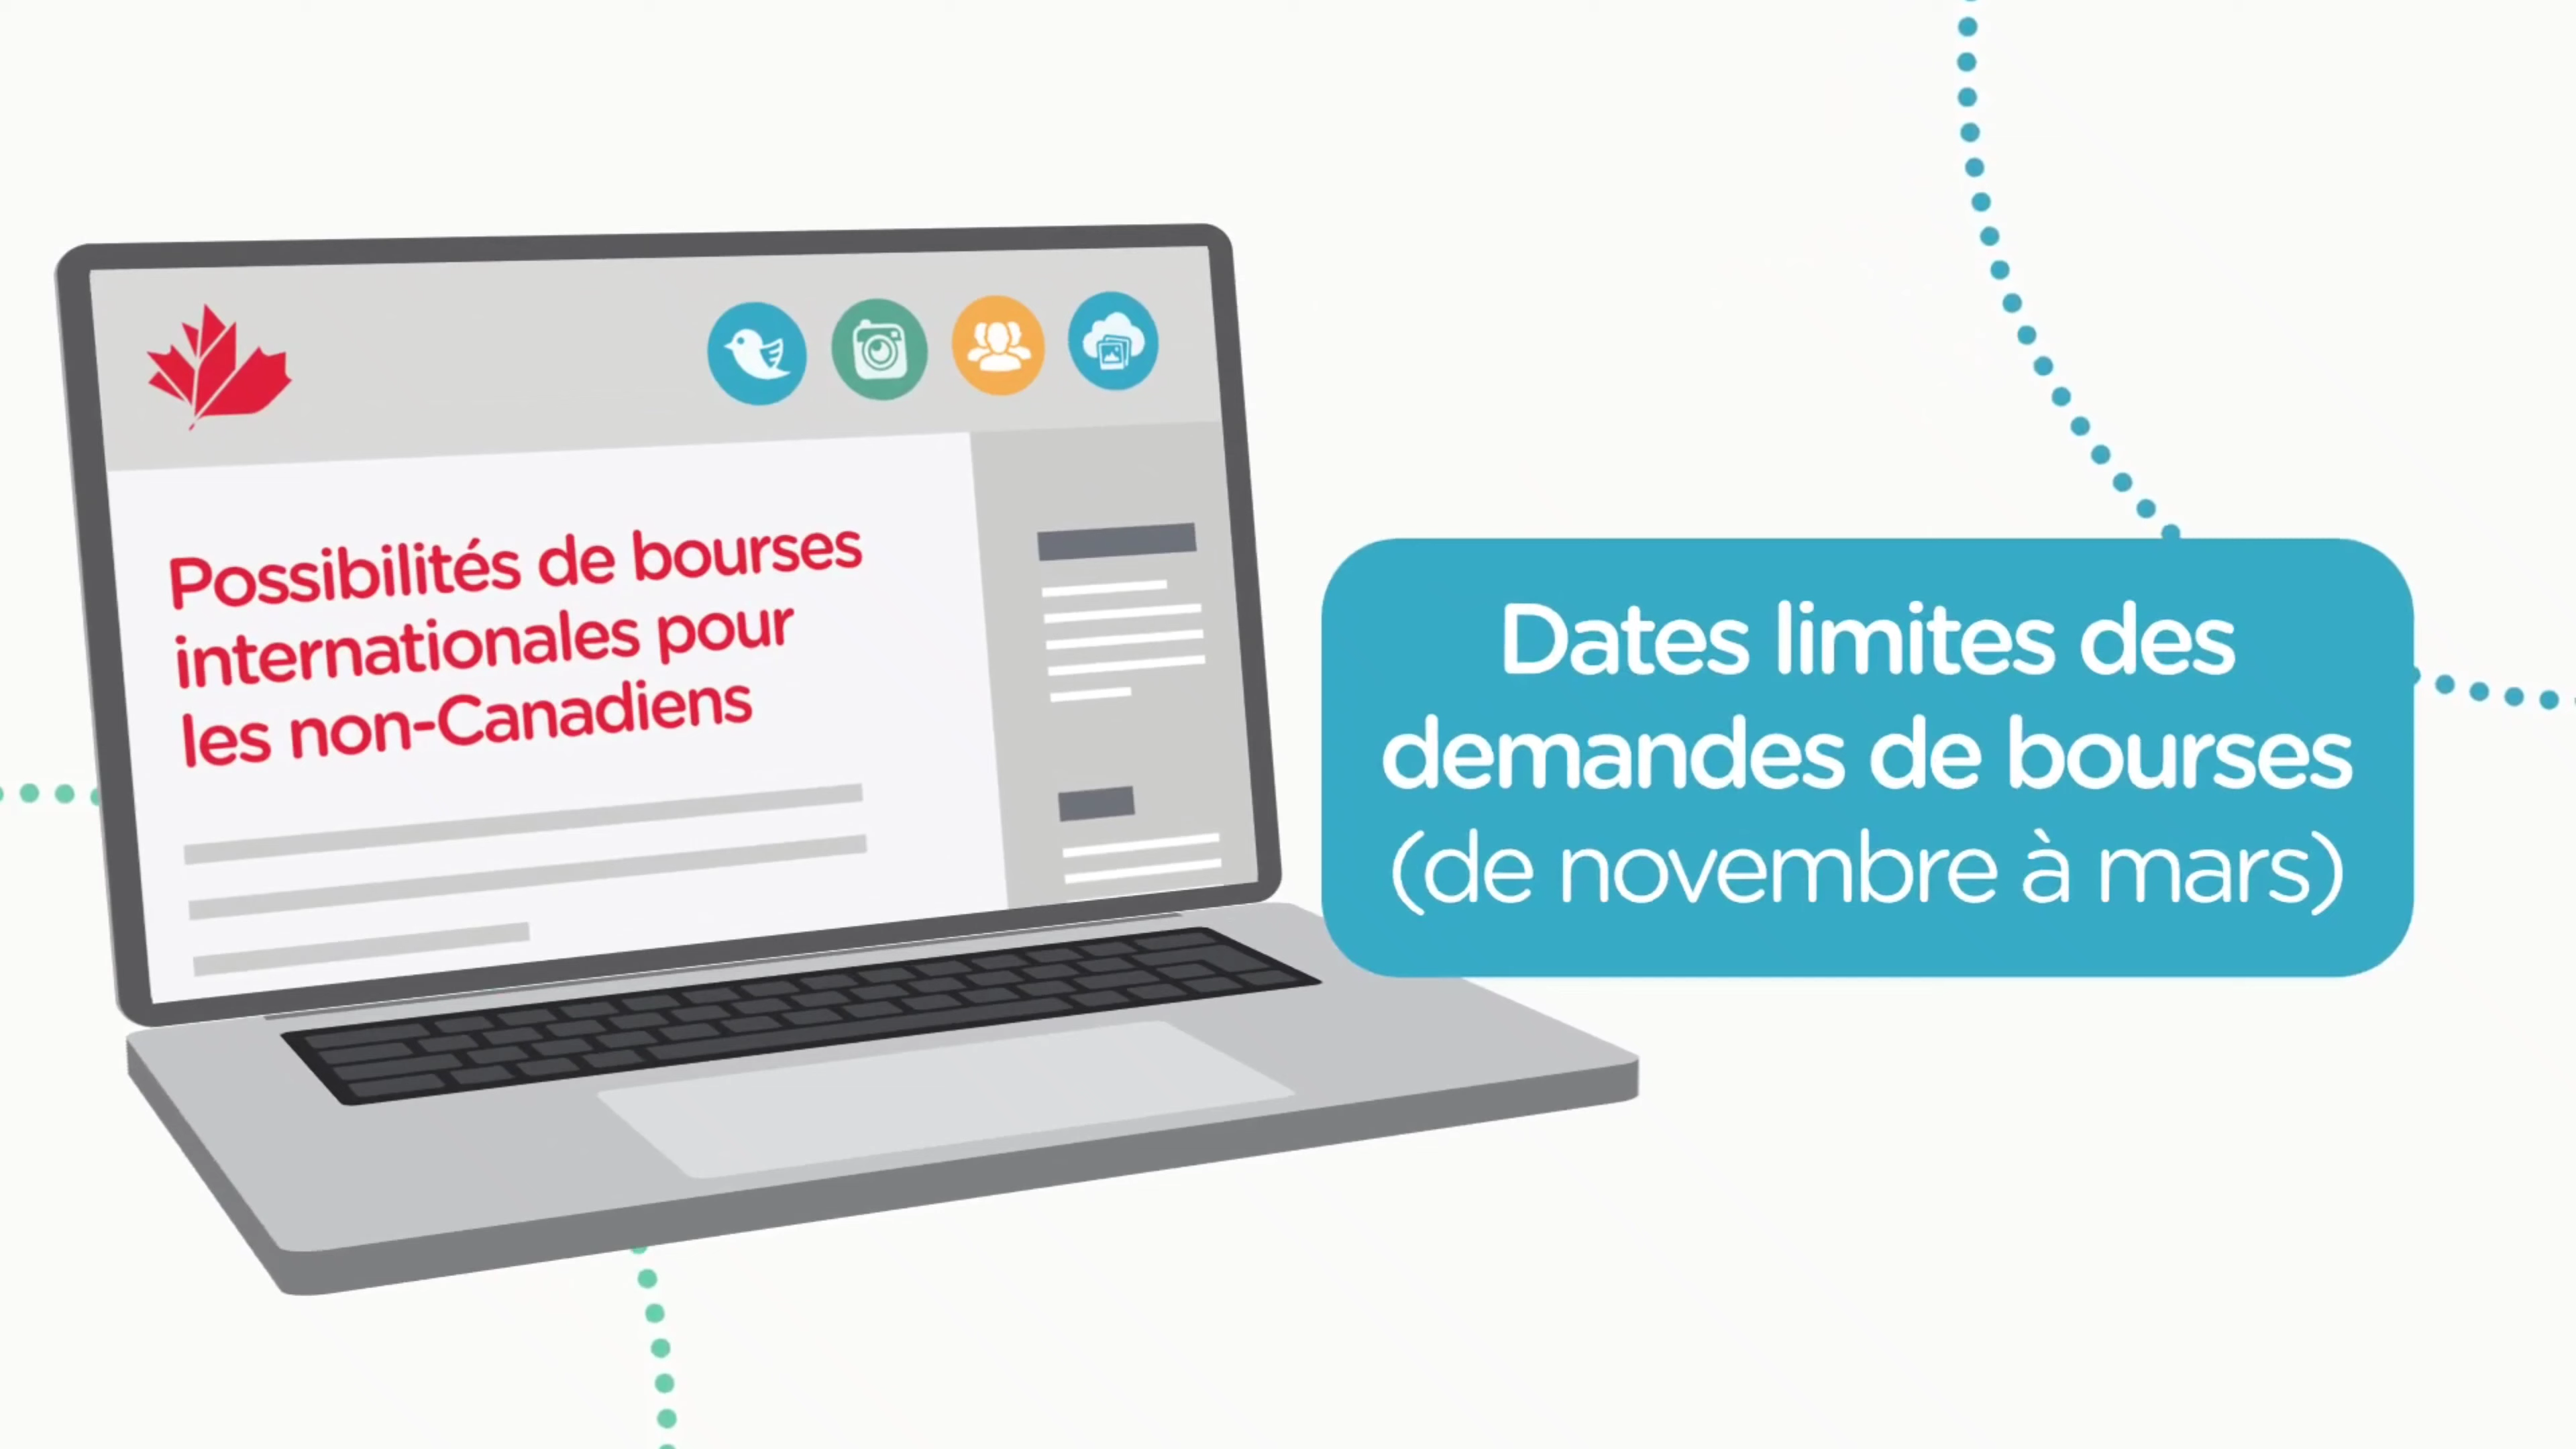 Possibilités de bourses
internationales pour
les non-Canadiens
Dates limites des
demandes de bourses
(de novembre à mars)